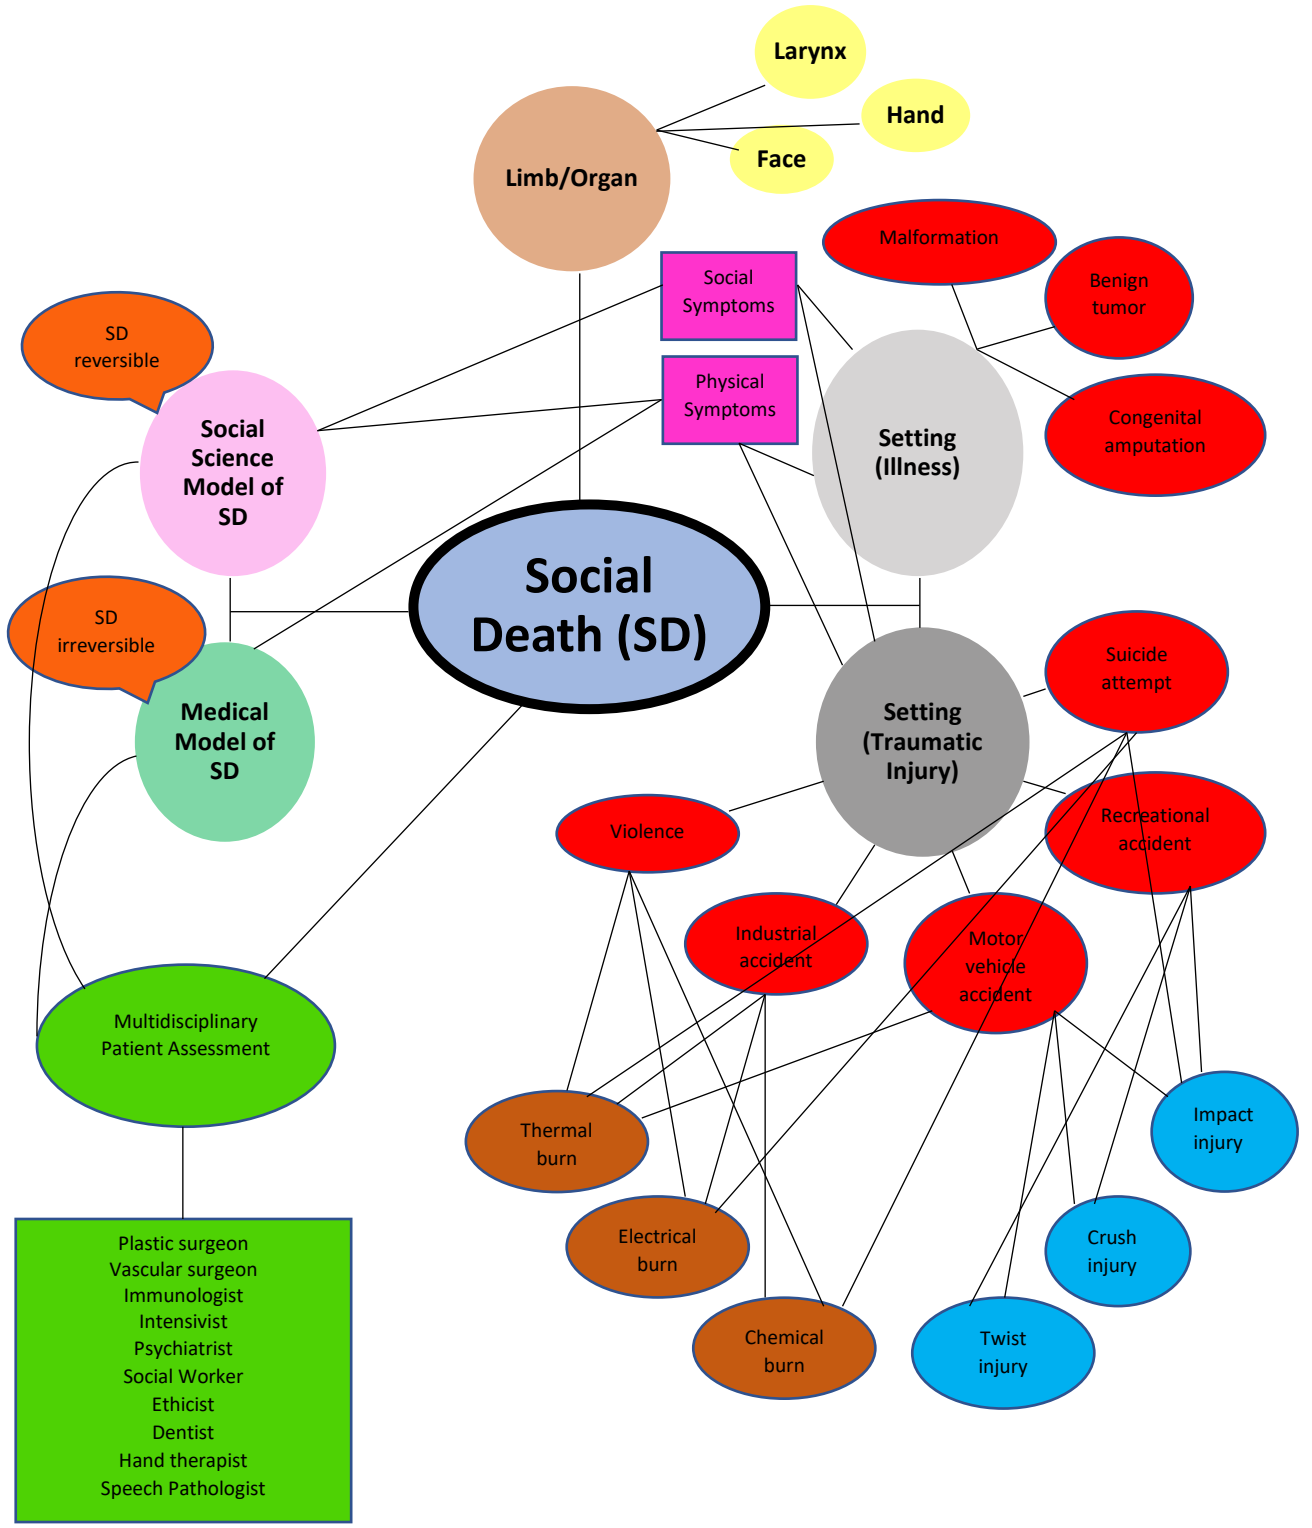 Larynx
Hand
Face
Limb/Organ
Malformation
Benign
tumor
Congenital
amputation
Social
Symptoms
Physical
Symptoms
Setting
(Illness)
SD
reversible
Social
Science
Model of
SD
SD
irreversible
Medical
Model of
SD
Social
Death (SD)
Setting
(Traumatic
Injury)
Suicide
attempt
Recreational
accident
Violence
Industrial
accident
Motor
vehicle
accident
Multidisciplinary
Patient Assessment
Thermal
burn
Electrical
burn
Chemical
burn
Impact
injury
Crush
injury
Twist
injury
Plastic surgeon
Vascular surgeon
Immunologist
Intensivist
Psychiatrist
Social Worker
Ethicist
Dentist
Hand therapist
Speech Pathologist